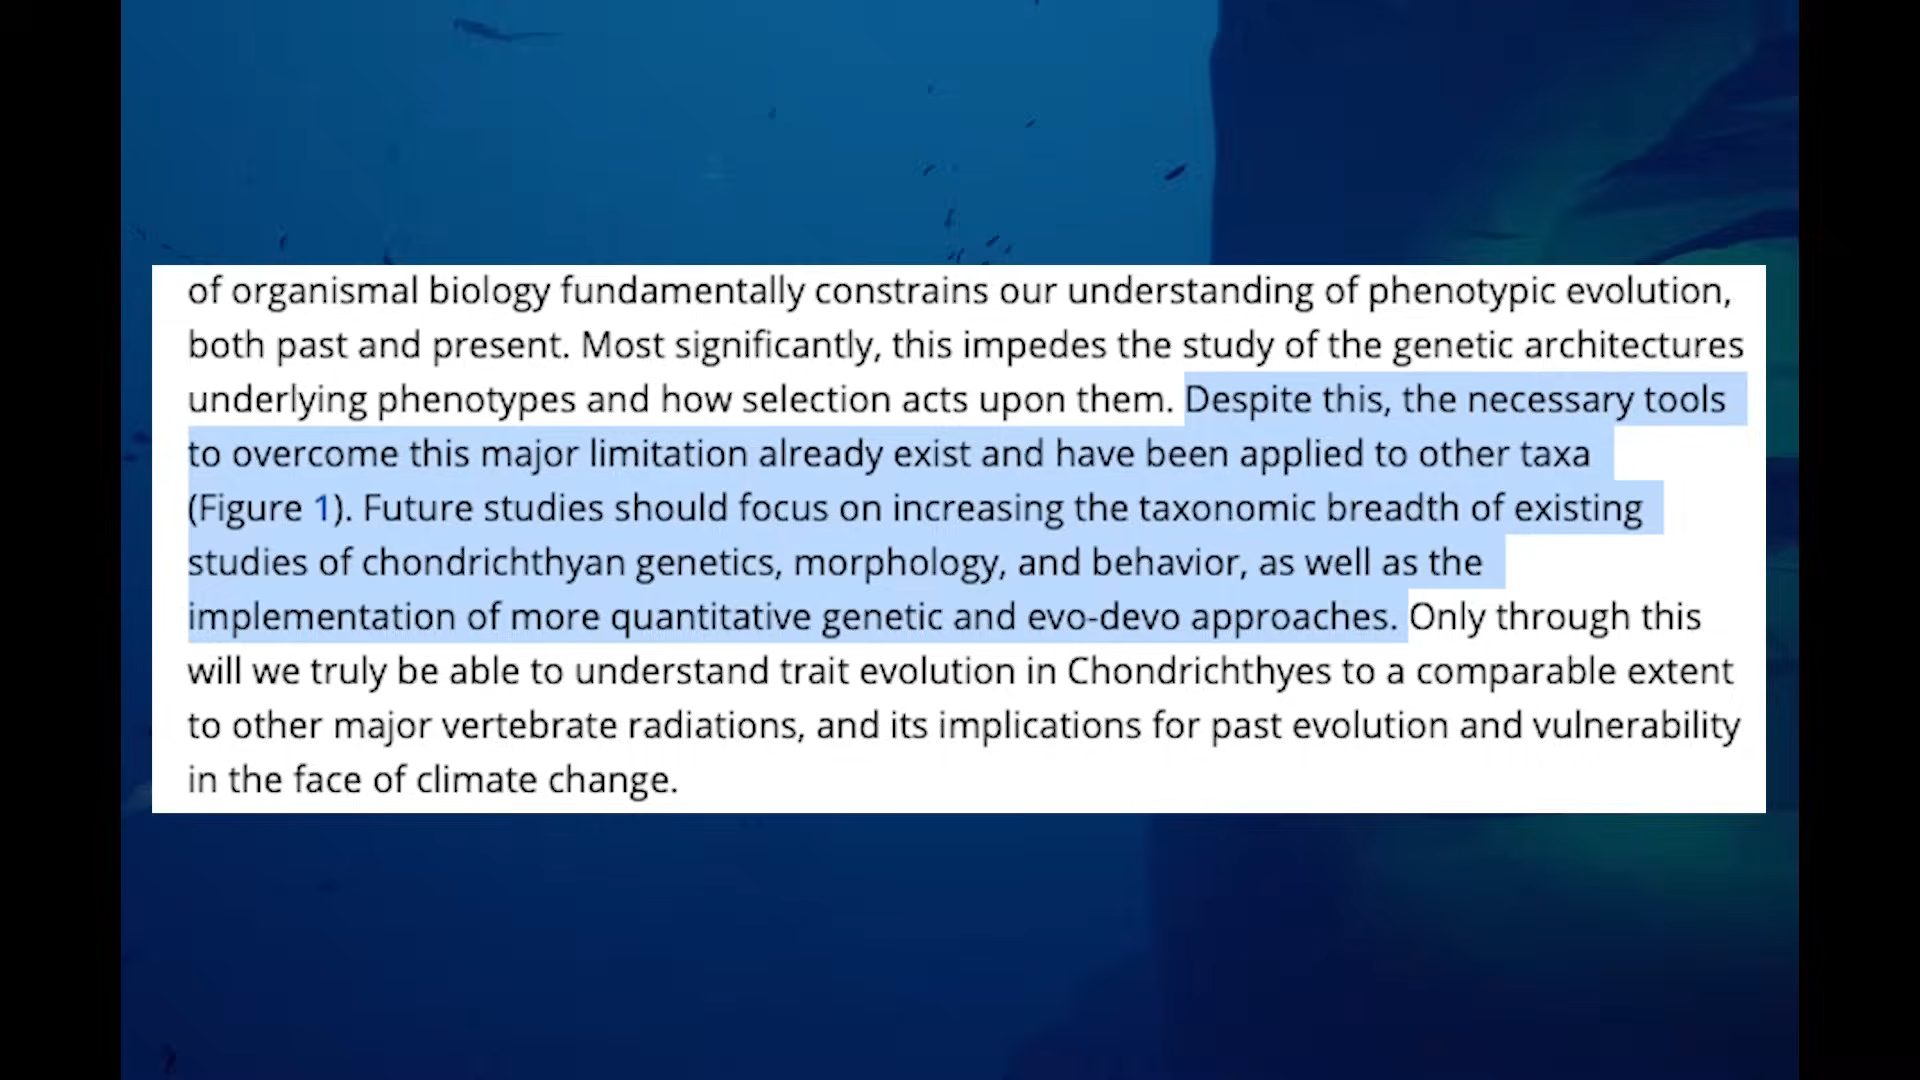 of organismal biology fundamentally constrains our understanding of phenotypic evolution,
both past and present. Most significantly, this impedes the study of the genetic architectures
underlying phenotypes and how selection acts upon them. Despite this, the necessary tools
to overcome this major limitation already exist and have been applied to other taxa
(Figure 1). Future studies should focus on increasing the taxonomic breadth of existing
studies of chondrichthyan genetics, morphology, and behavior, as well as the
implementation of more quantitative genetic and evo-devo approaches. Only through this
will we truly be able to understand trait evolution in Chondrichthyes to a comparable extent
to other major vertebrate radiations, and its implications for past evolution and vulnerability
in the face of climate change.